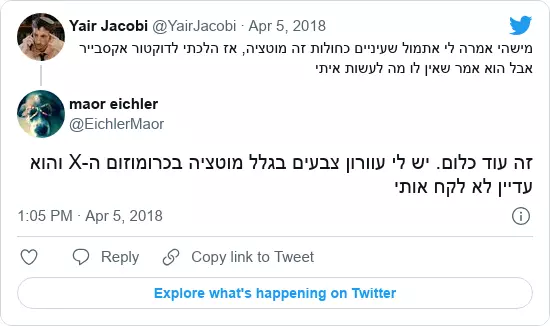 Yair Jacobi @YairJacobi · Apr 5, 2018
מישהי אמרה לי אתמול שעיניים כחולות זה מוטציה, אז הלכתי לדוקטור אקסבייר
אבל הוא אמר שאין לו מה לעשות איתי
maor eichler
@EichlerMaor
זה עוד כלום. יש לי עוורון צבעים בגלל מוטציה בכרומוזום ה-X והוא
עדיין לא לקח אותי
1:05 PM · Apr 5, 2018
Reply Copy link to Tweet
Explore what's happening on Twitter